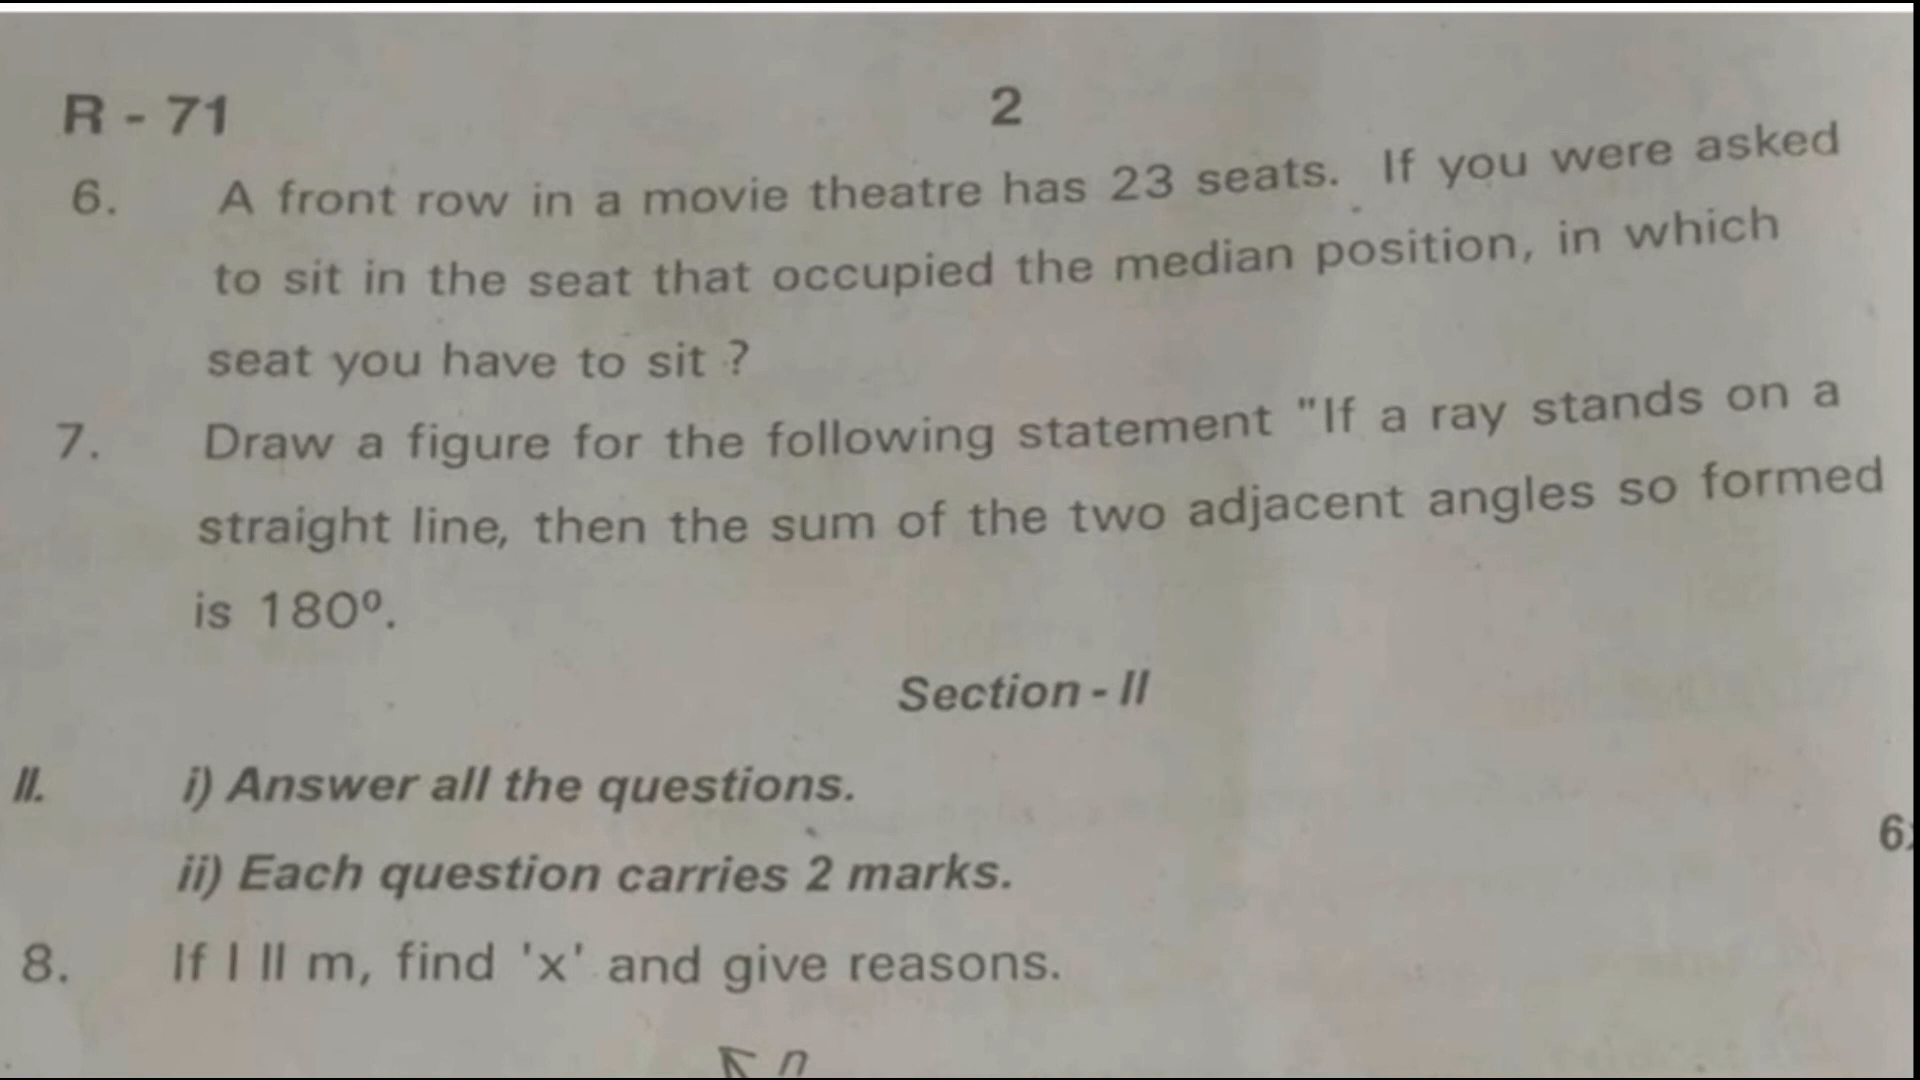 R - 71
2
6. A front row in a movie theatre has 23 seats. If you were asked
to sit in the seat that occupied the median position, in which
seat you have to sit ?
7. Draw a figure for the following statement "If a ray stands on a
straight line, then the sum of the two adjacent angles so formed
is 180º.
Section - II
II. i) Answer all the questions.
6
ii) Each question carries 2 marks.
8. If l ll m, find 'x' and give reasons.
n